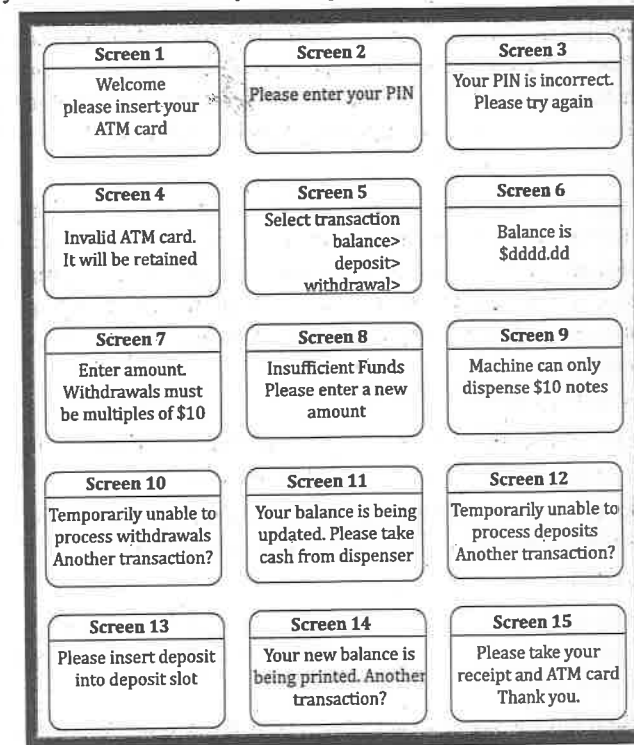 Screen 1
Welcome
please insert your
ATM card
Screen 2
Please enter your PIN
Screen 3
Your PIN is incorrect.
Please try again
Screen 4
Invalid ATM card.
It will be retained
Screen 5
Select transaction
balance>
deposit>
withdrawal>
Screen 6
Balance is
$dddd.dd
Screen 7
Enter amount.
Withdrawals must
be multiples of $10
Screen 8
Insufficient Funds
Please enter a new
amount
Screen 9
Machine can only
dispense $10 notes
Screen 10
Temporarily unable to
process withdrawals
Another transaction?
Screen 11
Your balance is being
updated. Please take
cash from dispenser
Screen 12
Temporarily unable to
process deposits
Another transaction?
Screen 13
Please insert deposit
into deposit slot
Screen 14
Your new balance is
being printed. Another
transaction?
Screen 15
Please take your
receipt and ATM card
Thank you.